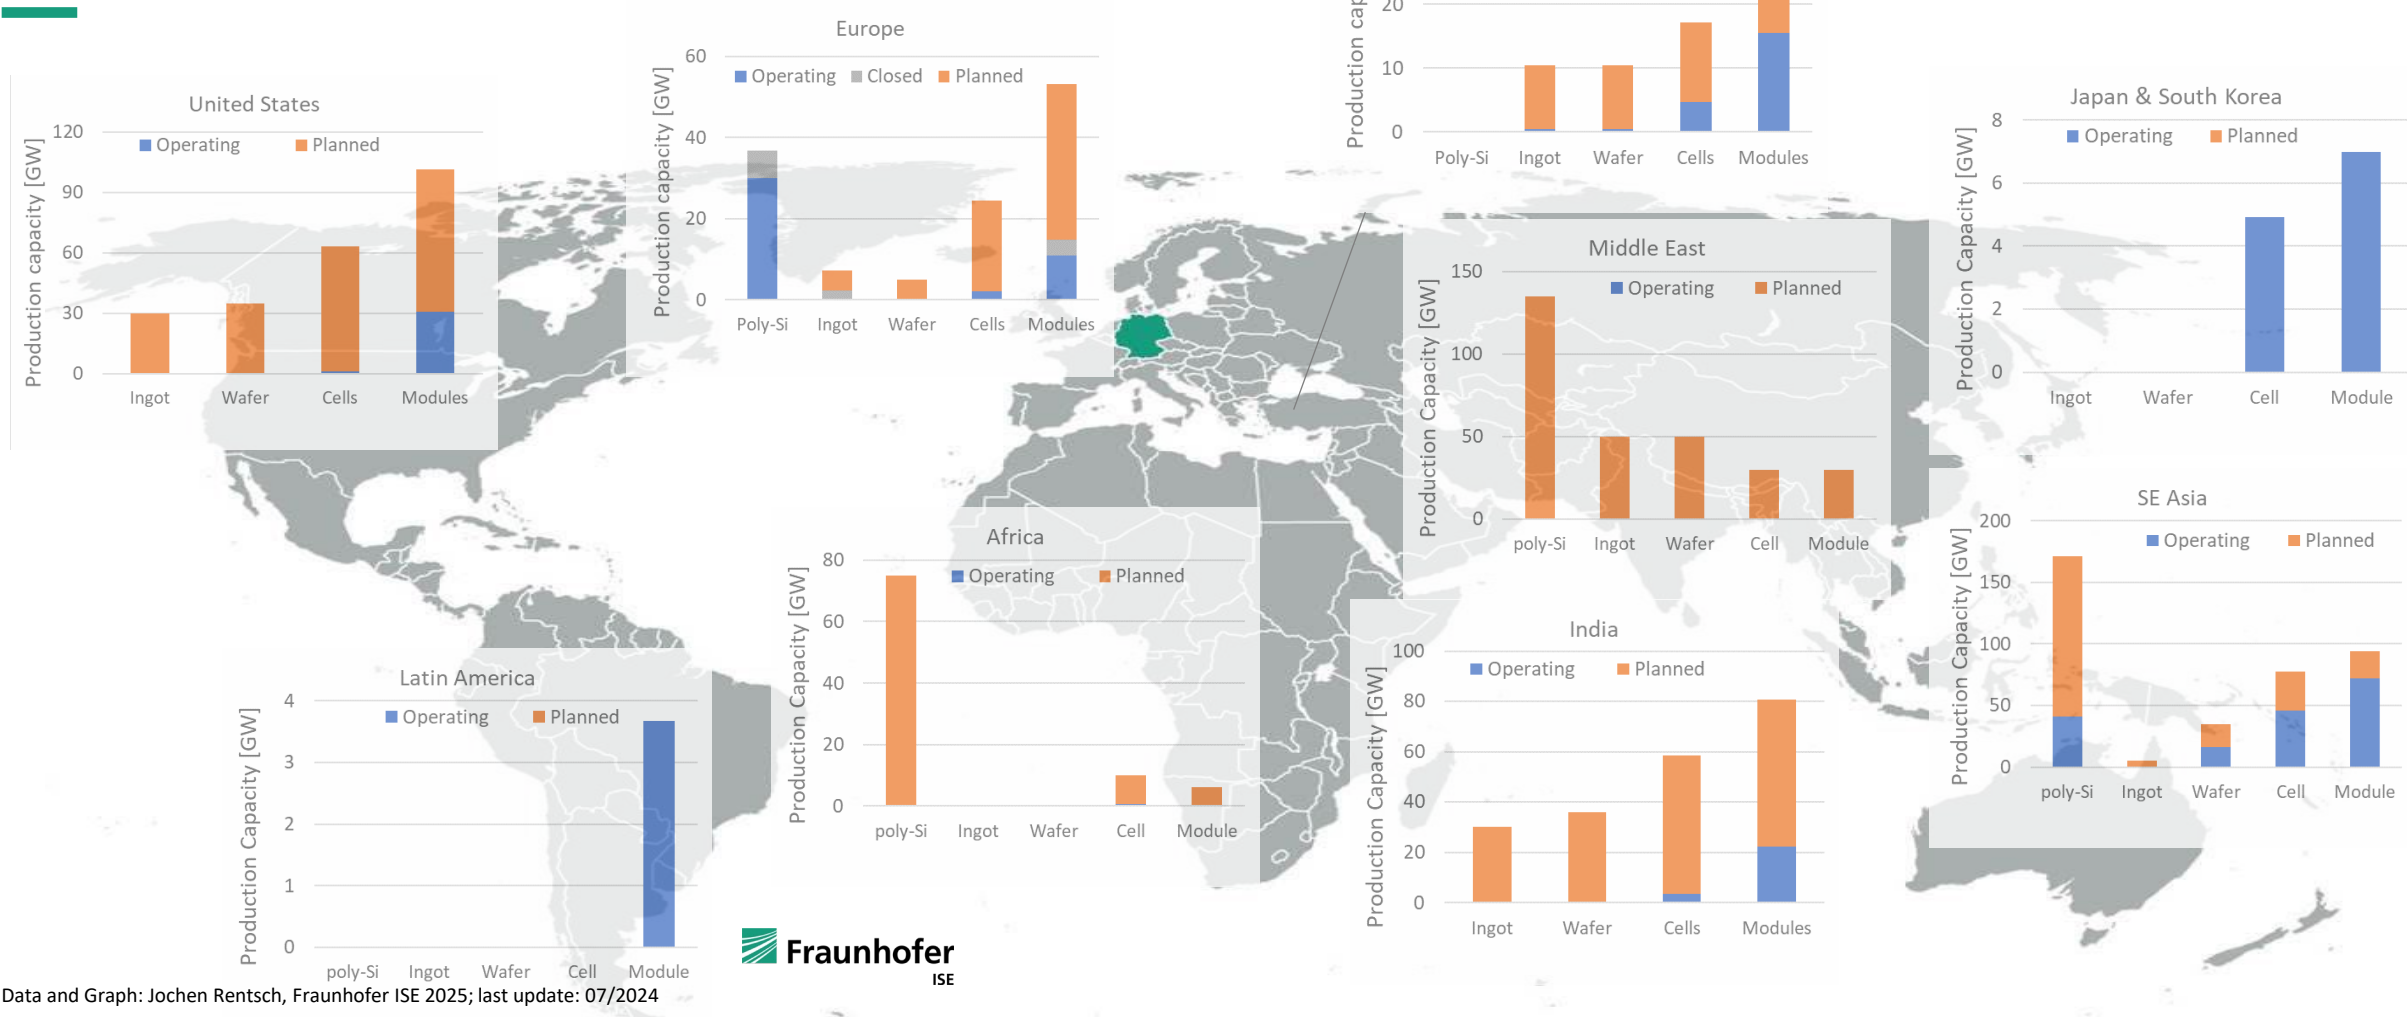 United States
Production capacity [GW]
120
90
60
30
0
Operating
Planned
Ingot
Wafer
Cells
Modules
Europe
Production capacity [GW]
60
40
20
0
Operating
Closed
Planned
Poly-Si
Ingot
Wafer
Cells
Modules
Production cap
20
10
0
Poly-Si
Ingot
Wafer
Cells
Modules
Japan & South Korea
Production Capacity [GW]
8
6
4
2
0
Operating
Planned
Ingot
Wafer
Cell
Module
Middle East
Production Capacity [GW]
150
100
50
0
Operating
Planned
poly-Si
Ingot
Wafer
Cell
Module
SE Asia
Production Capacity [GW]
200
150
100
50
0
Operating
Planned
poly-Si
Ingot
Wafer
Cell
Module
Africa
Production Capacity [GW]
80
60
40
20
0
Operating
Planned
poly-Si
Ingot
Wafer
Cell
Module
India
Production Capacity [GW]
100
80
60
40
20
0
Operating
Planned
Ingot
Wafer
Cells
Modules
Latin America
Production Capacity [GW]
4
3
2
1
0
Operating
Planned
poly-Si
Ingot
Wafer
Cell
Module
Fraunhofer
ISE
Data and Graph: Jochen Rentsch, Fraunhofer ISE 2025; last update: 07/2024